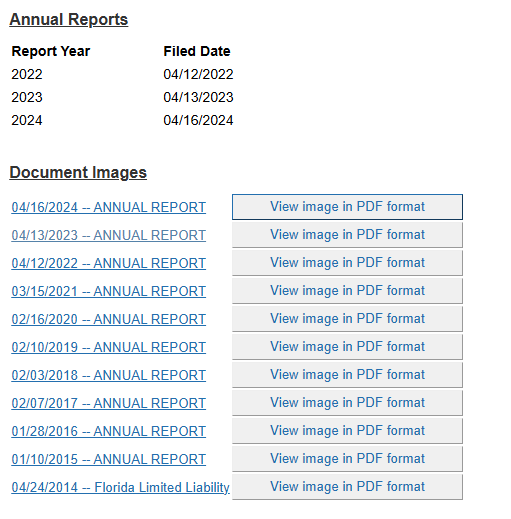 Annual Reports
Report Year Filed Date
2022 04/12/2022
2023 04/13/2023
2024 04/16/2024
Document Images
04/16/2024 -- ANNUAL REPORT View image in PDF format
04/13/2023 -- ANNUAL REPORT View image in PDF format
04/12/2022 -- ANNUAL REPORT View image in PDF format
03/15/2021 -- ANNUAL REPORT View image in PDF format
02/16/2020 -- ANNUAL REPORT View image in PDF format
02/10/2019 -- ANNUAL REPORT View image in PDF format
02/03/2018 -- ANNUAL REPORT View image in PDF format
02/07/2017 -- ANNUAL REPORT View image in PDF format
01/28/2016 -- ANNUAL REPORT View image in PDF format
01/10/2015 -- ANNUAL REPORT View image in PDF format
04/24/2014 -- Florida Limited Liability View image in PDF format